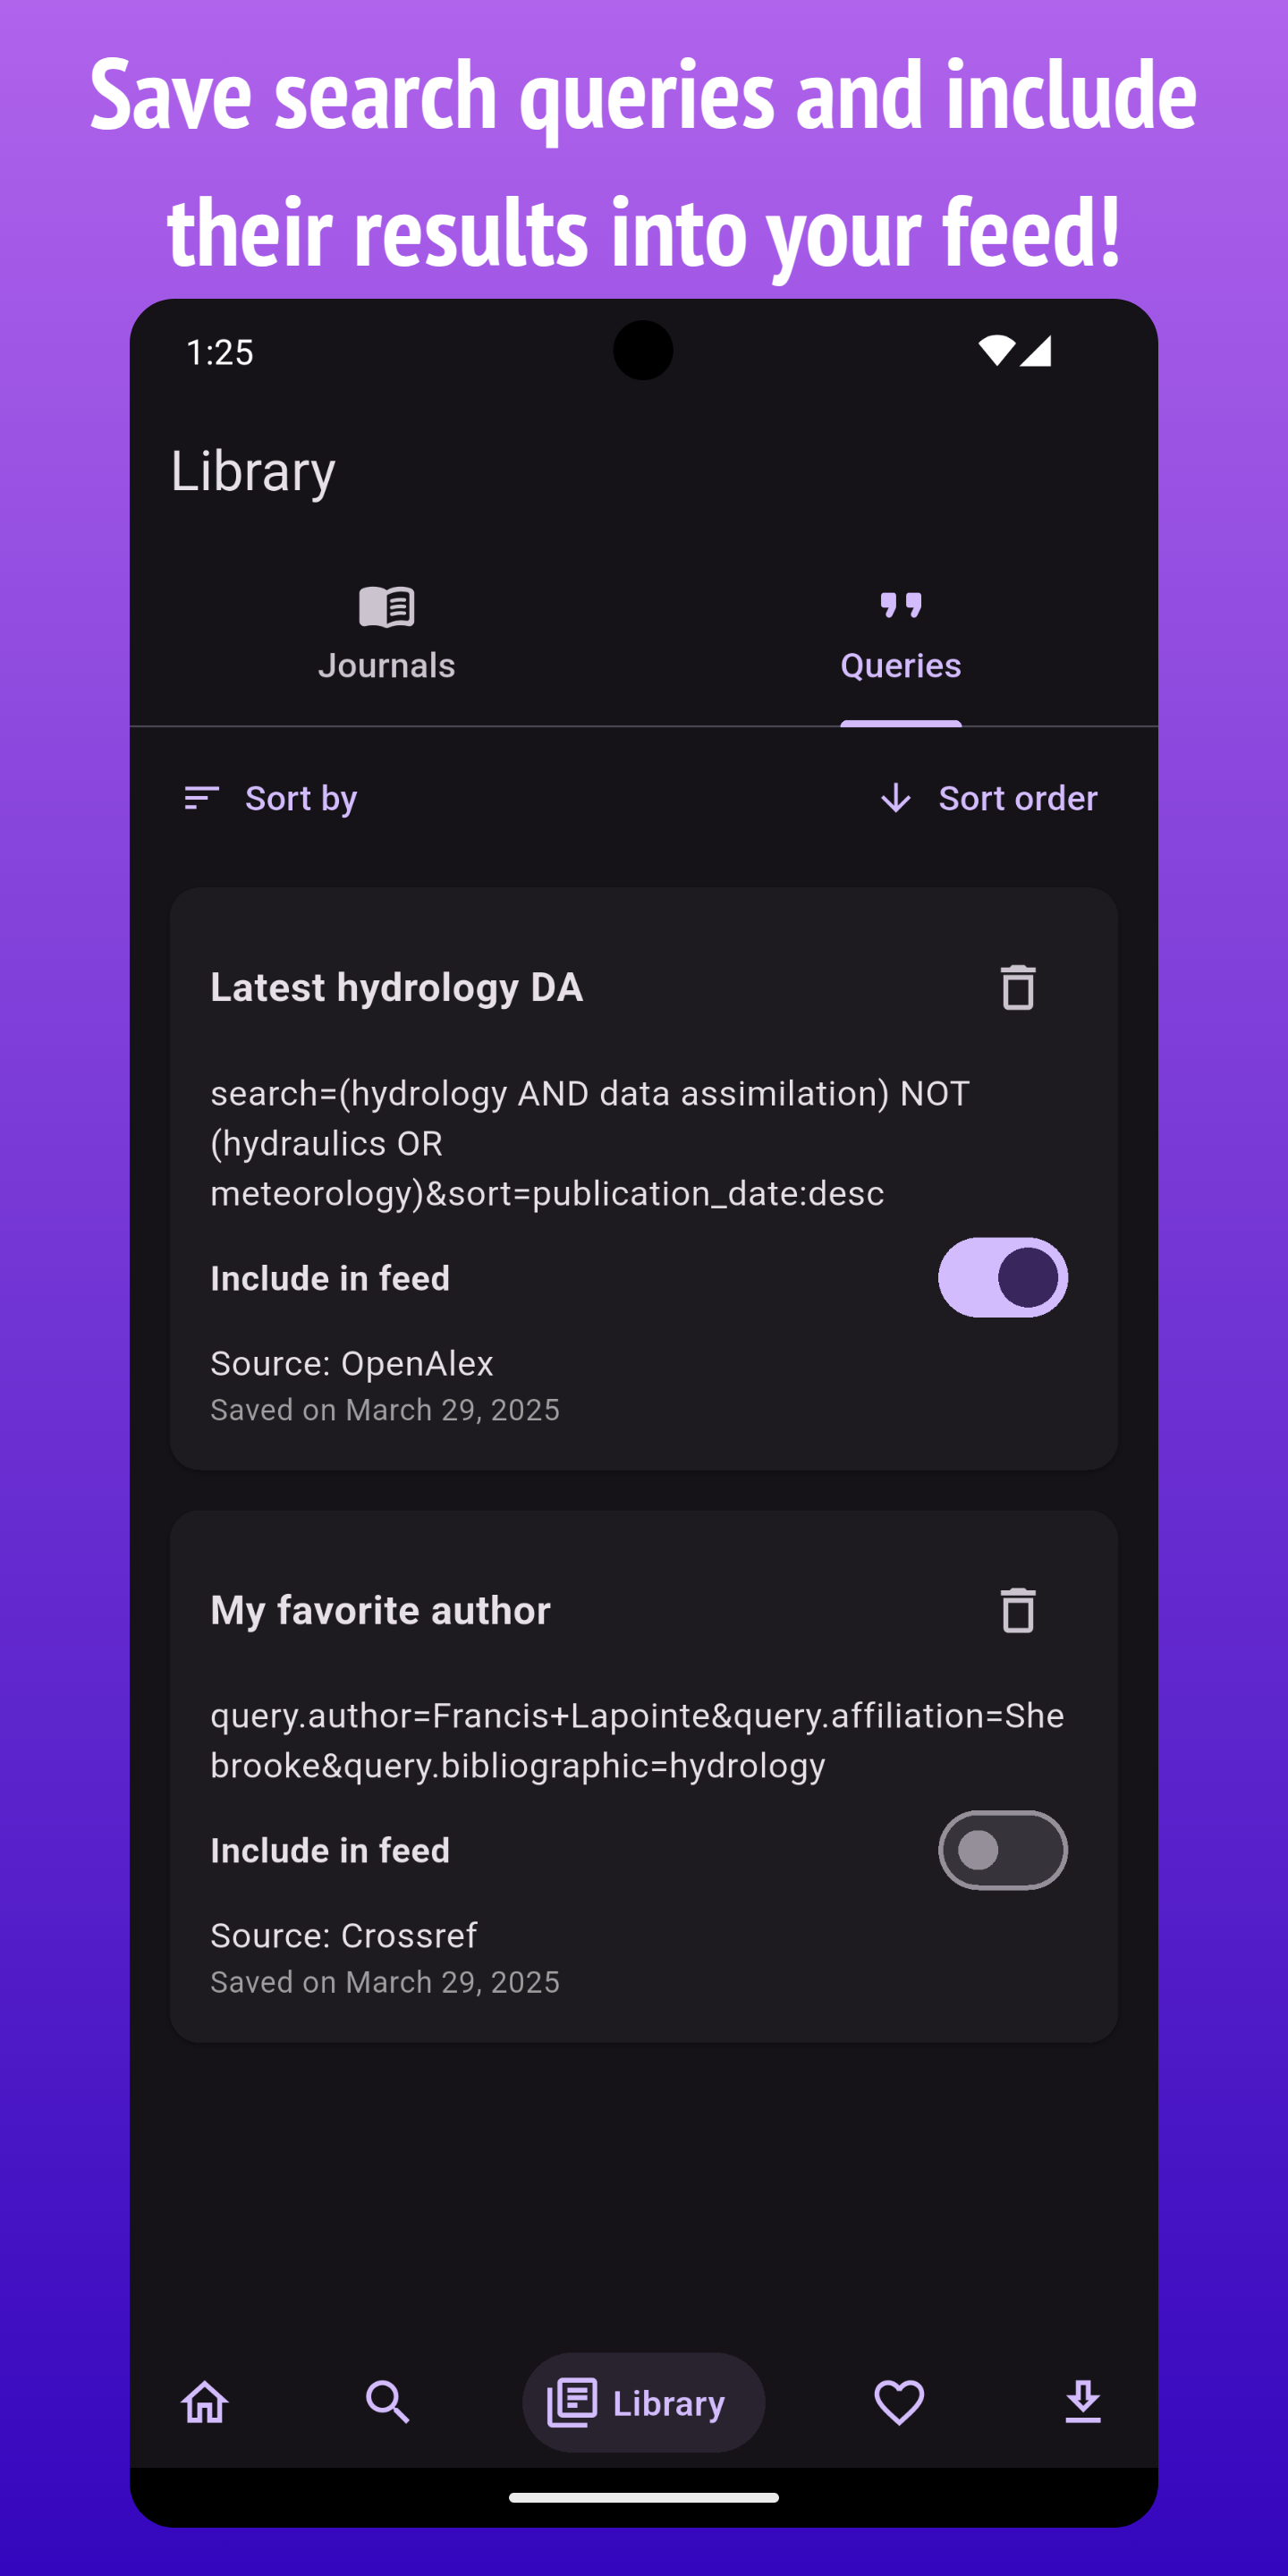 Save search queries and include
their results into your feed!
1:25
Library
Journals
Queries
Sort by
Sort order
Latest hydrology DA
search=(hydrology AND data assimilation) NOT
(hydraulics OR
meteorology)&sort=publication_date:desc
Include in feed
Source: OpenAlex
Saved on March 29, 2025
My favorite author
query.author=Francis+Lapointe&query.affiliation=She
brooke&query.bibliographic=hydrology
Include in feed
Source: Crossref
Saved on March 29, 2025
Library